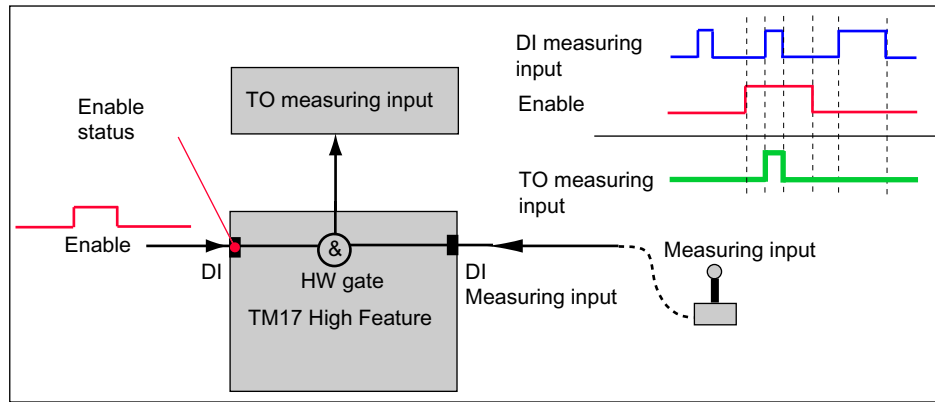 DI measuring
input
Enable
TO measuring
input
TO measuring input
Enable
status
Enable
DI
&
HW gate
TM17 High Feature
DI
Measuring input
Measuring input